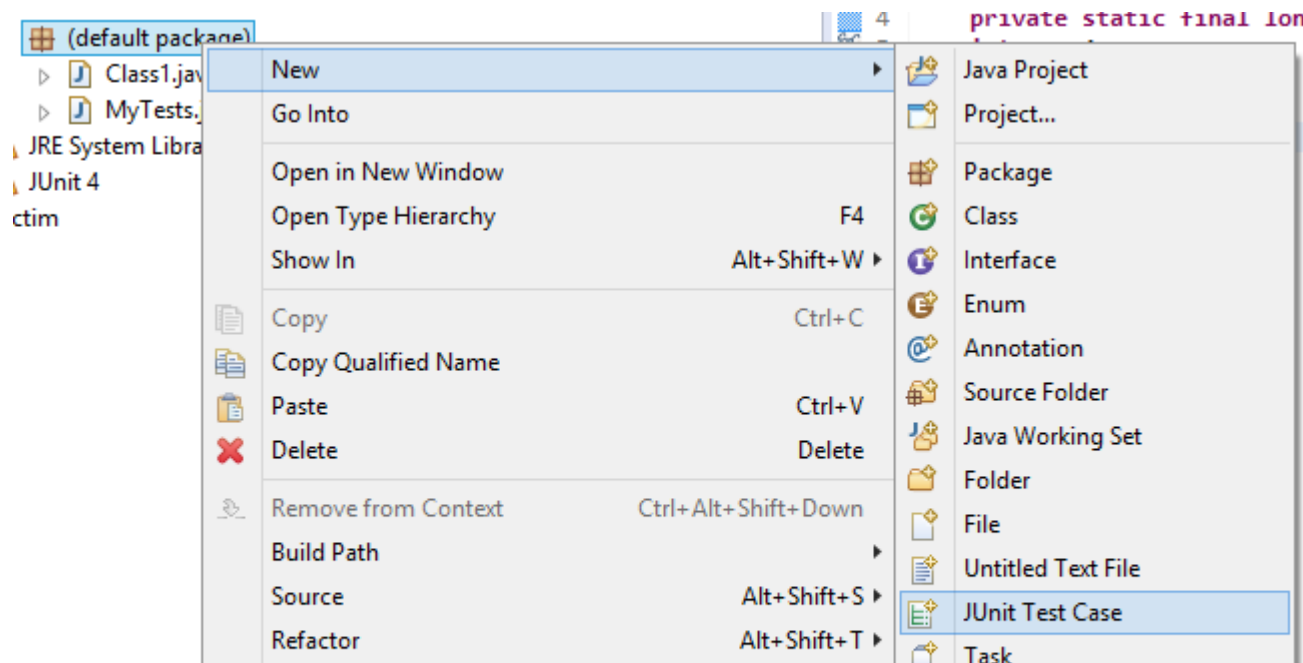 4 private static final lon
(default package)
Class1.jav
MyTests.j
JRE System Libra
JUnit 4
ctim
New
Go Into
Open in New Window
Open Type Hierarchy F4
Show In Alt+Shift+W
Copy Ctrl+C
Copy Qualified Name
Paste Ctrl+V
Delete Delete
Remove from Context Ctrl+Alt+Shift+Down
Build Path
Source Alt+Shift+S
Refactor Alt+Shift+T
Java Project
Project...
Package
Class
Interface
Enum
Annotation
Source Folder
Java Working Set
Folder
File
Untitled Text File
JUnit Test Case
Task